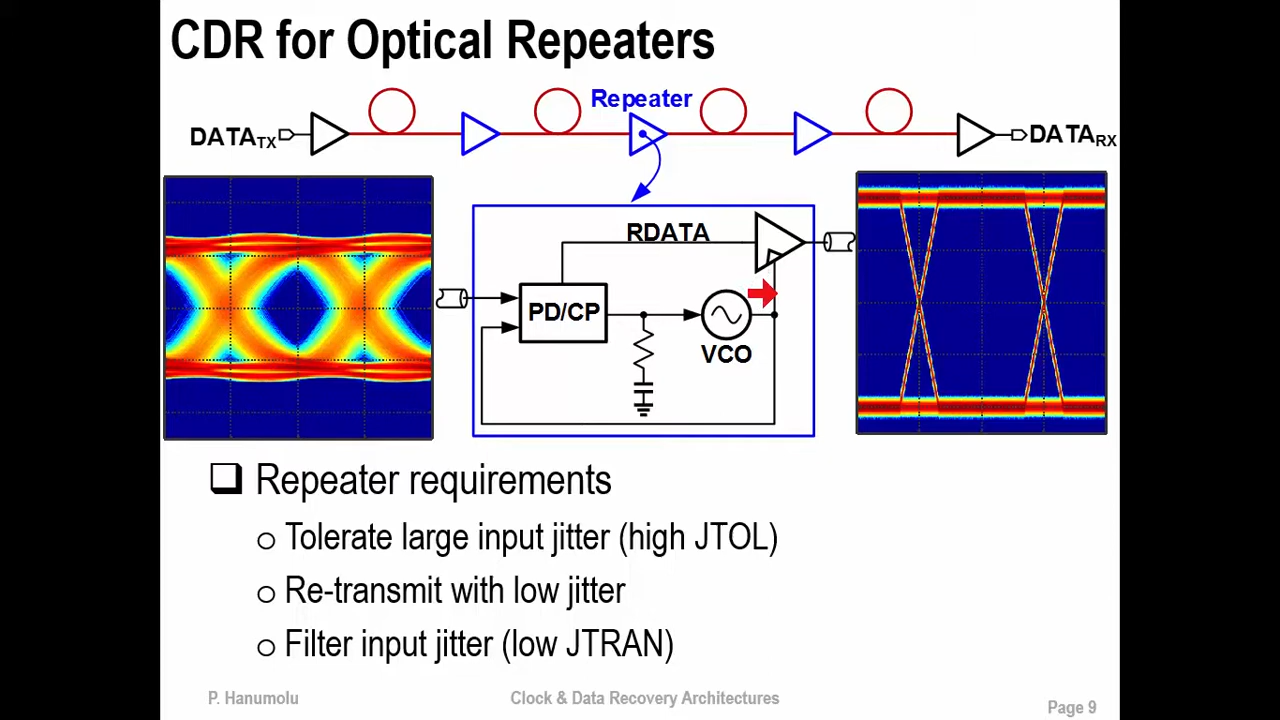 CDR for Optical Repeaters
Repeater
DATATX
DATARX
RDATA
PD/CP
VCO
Repeater requirements
Tolerate large input jitter (high JTOL)
Re-transmit with low jitter
Filter input jitter (low JTRAN)
P. Hanumolu
Clock & Data Recovery Architectures
Page 9